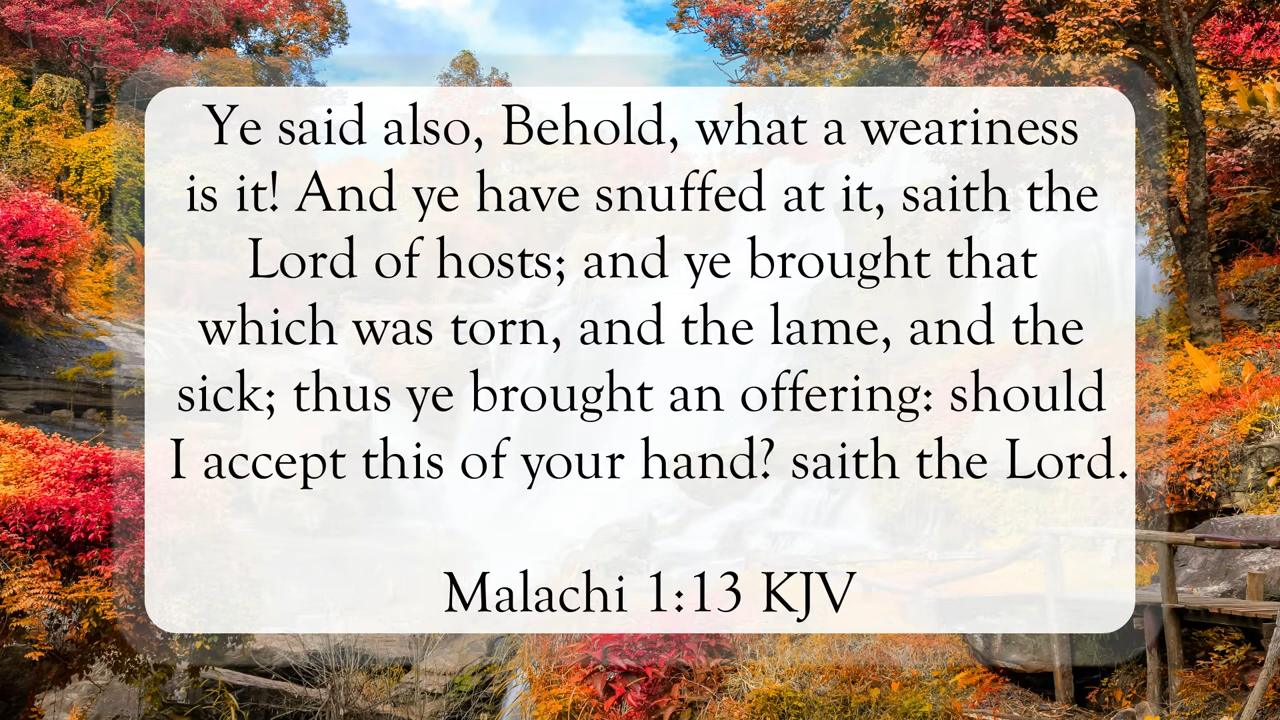 Ye said also, Behold, what a weariness
is it! And ye have snuffed at it, saith the
Lord of hosts; and ye brought that
which was torn, and the lame, and the
sick; thus ye brought an offering: should
I accept this of your hand? saith the Lord.
Malachi 1:13 KJV